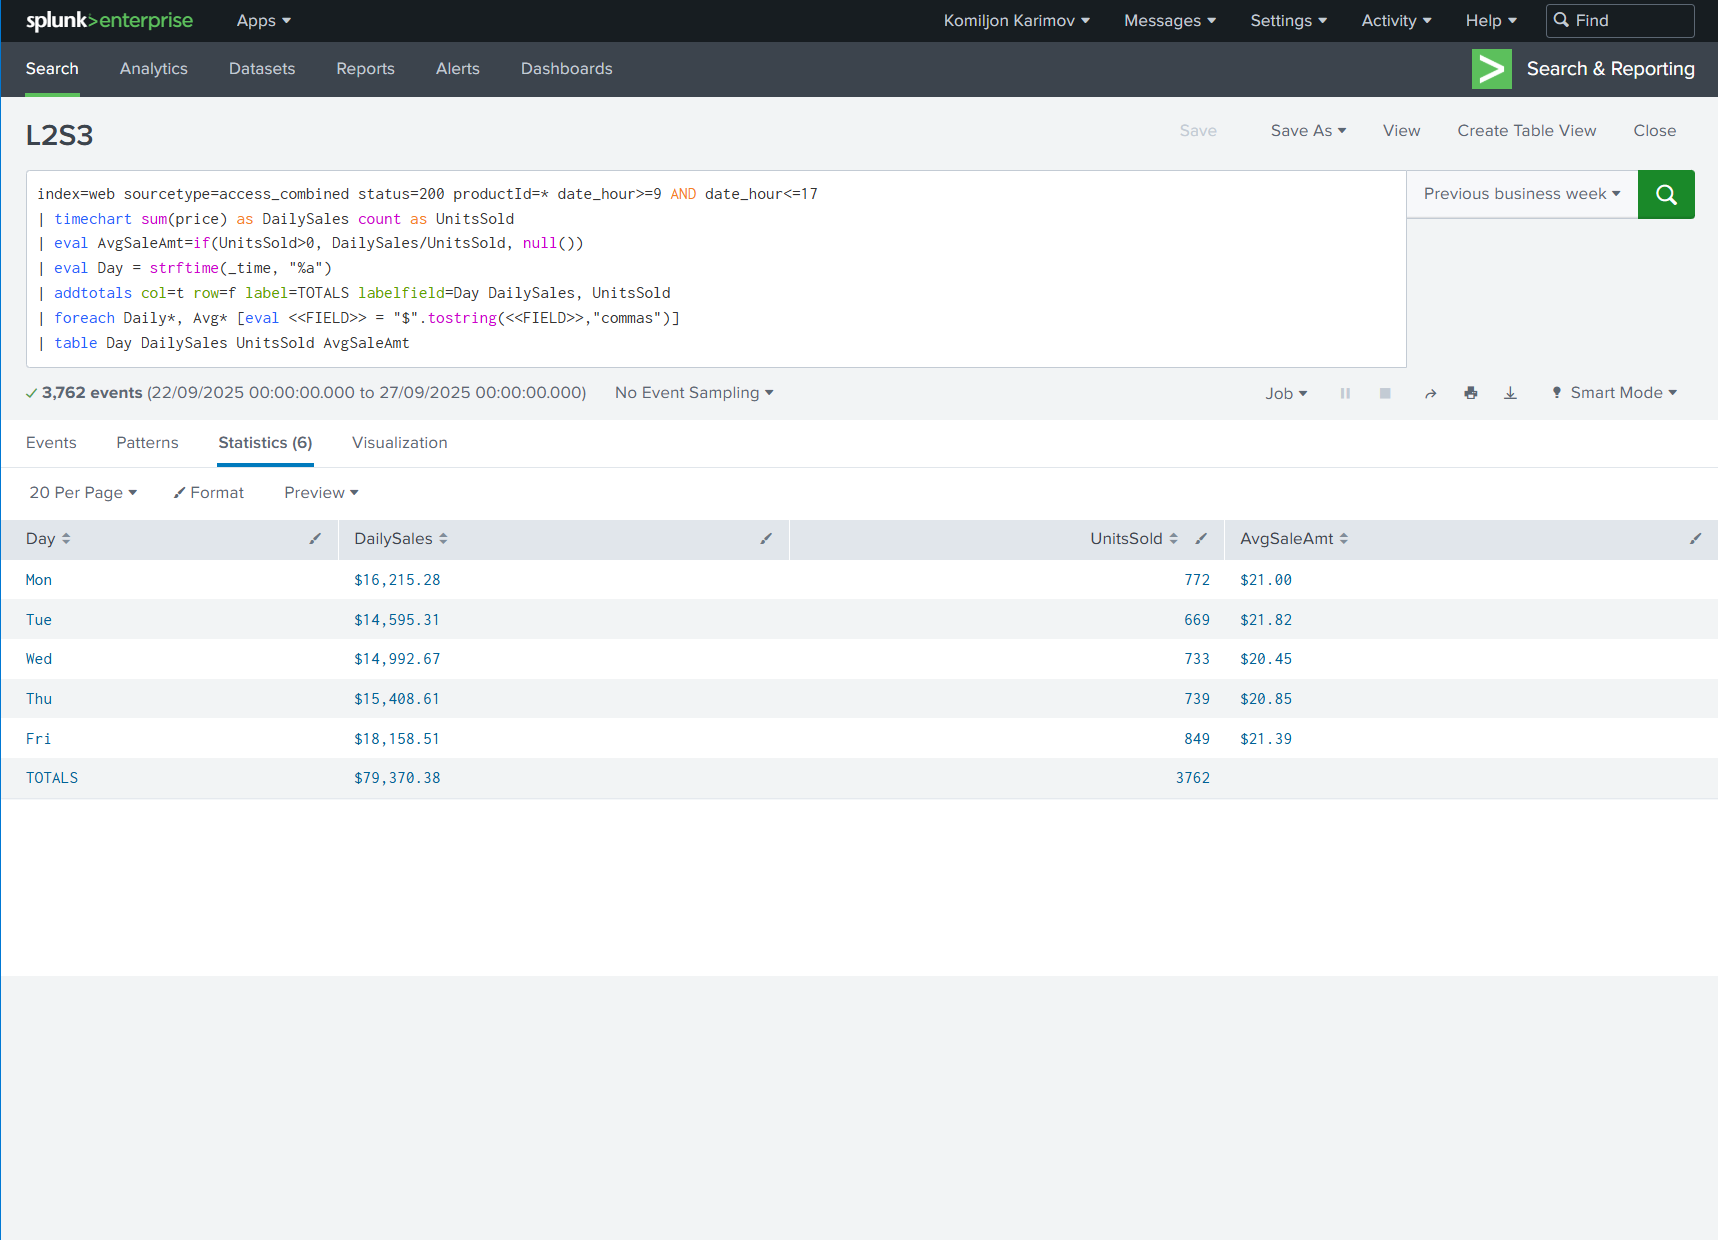 splunk>enterprise Apps Komiljon Karimov Messages Settings Activity Help Find
Search Analytics Datasets Reports Alerts Dashboards Search & Reporting
L2S3 Save Save As View Create Table View Close
index=web sourcetype=access_combined status=200 productId=* date_hour>=9 AND date_hour<=17 Previous business week
| timechart sum(price) as DailySales count as UnitsSold
| eval AvgSaleAmt=if(UnitsSold>0, DailySales/UnitsSold, null())
| eval Day = strftime(_time, "%a")
| addtotals col=t row=f label=TOTALS labelfield=Day DailySales, UnitsSold
| foreach Daily*, Avg* [eval <<FIELD>> = "$".tostring(<<FIELD>>,"commas")]
| table Day DailySales UnitsSold AvgSaleAmt
3,762 events (22/09/2025 00:00:00.000 to 27/09/2025 00:00:00.000) No Event Sampling Job Smart Mode
Events Patterns Statistics (6) Visualization
20 Per Page Format Preview
Day DailySales UnitsSold AvgSaleAmt
Mon $16,215.28 772 $21.00
Tue $14,595.31 669 $21.82
Wed $14,992.67 733 $20.45
Thu $15,408.61 739 $20.85
Fri $18,158.51 849 $21.39
TOTALS $79,370.38 3762